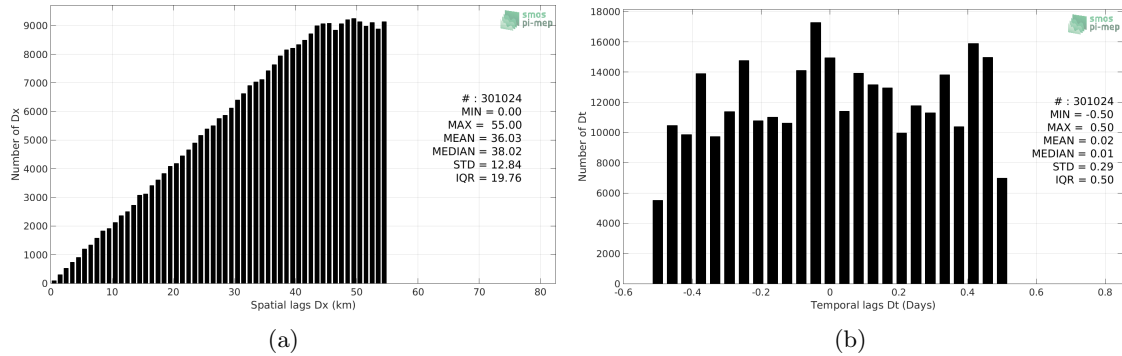 smos
pi-mep
Number of Dx
9000
8000
7000
6000
5000
4000
3000
2000
1000
0
# : 301024
MIN = 0.00
MAX = 55.00
MEAN = 36.03
MEDIAN = 38.02
STD = 12.84
IQR = 19.76
0 10 20 30 40 50 60 70 80
Spatial lags Dx (km)
(a)
smos
pi-mep
Number of Dt
18000
16000
14000
12000
10000
8000
6000
4000
2000
0
# : 301024
MIN = -0.50
MAX = 0.50
MEAN = 0.02
MEDIAN = 0.01
STD = 0.29
IQR = 0.50
-0.6 -0.4 -0.2 0 0.2 0.4 0.6 0.8
Temporal lags Dt (Days)
(b)